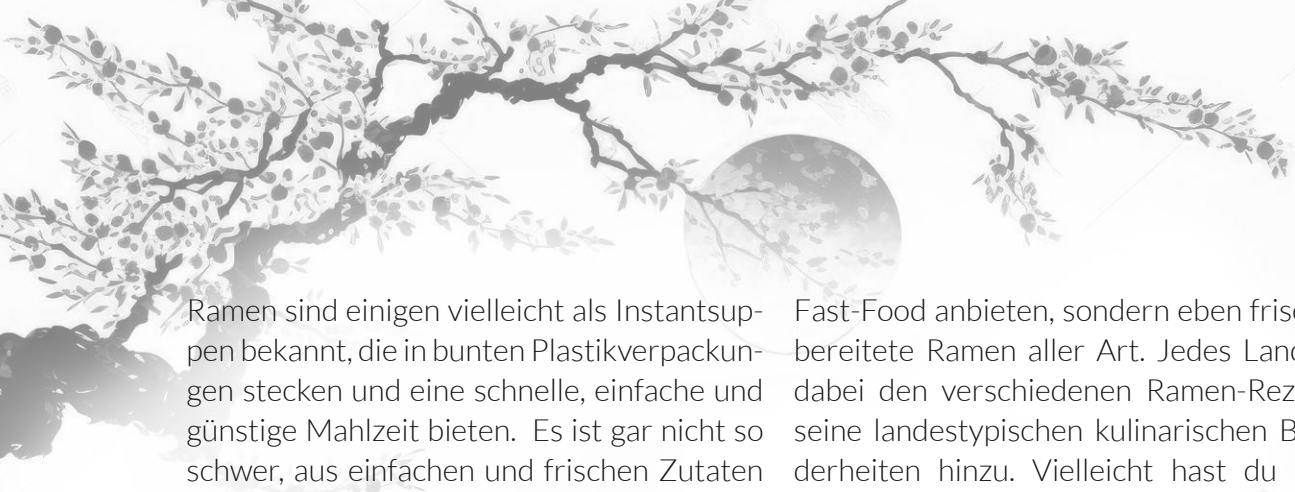 Ramen sind einigen vielleicht als Instantsup-
pen bekannt, die in bunten Plastikverpackun-
gen stecken und eine schnelle, einfache und
günstige Mahlzeit bieten. Es ist gar nicht so
schwer, aus einfachen und frischen Zutaten
Fast-Food anbieten, sondern eben
bereitete Ramen aller Art. Jedes
dabei den verschiedenen
seine landestypischen kulinarischen
derheiten hinzu. Vielleicht hast du